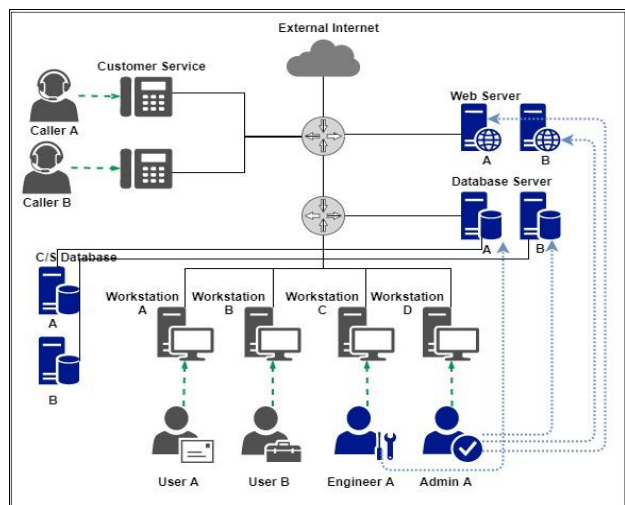 External Internet
Customer Service
Web Server
Caller A
A
B
Database Server
Caller B
A
B
C/S Database
Workstation A
Workstation B
Workstation C
Workstation D
A
B
User A
User B
Engineer A
Admin A